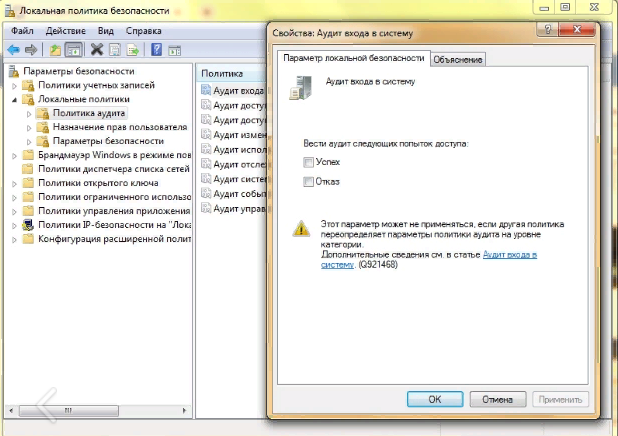 Локальная политика безопасности
Файл Действие Вид Справка
Параметры безопасности
Политики учетных записей
Локальные политики
Политика аудита
Назначение прав пользователя
Параметры безопасности
Брандмауэр Windows в режиме пов
Политики диспетчера списка сетей
Политики открытого ключа
Политики ограниченного использо
Политики управления приложения
Политики IP-безопасности на "Лока
Конфигурация расширенной полит
Политика
Аудит входа
Аудит досту
Аудит досту
Аудит измен
Аудит испол
Аудит отсле
Аудит систе
Аудит собы
Аудит управ
Свойства: Аудит входа в систему
Параметр локальной безопасности Объяснение
Аудит входа в систему
Вести аудит следующих попыток доступа:
Успех
Отказ
Этот параметр может не применяться, если другая политика
переопределяет параметры политики аудита на уровне
категории.
Дополнительные сведения см. в статье Аудит входа в
систему. (Q921468)
ОК Отмена Применить